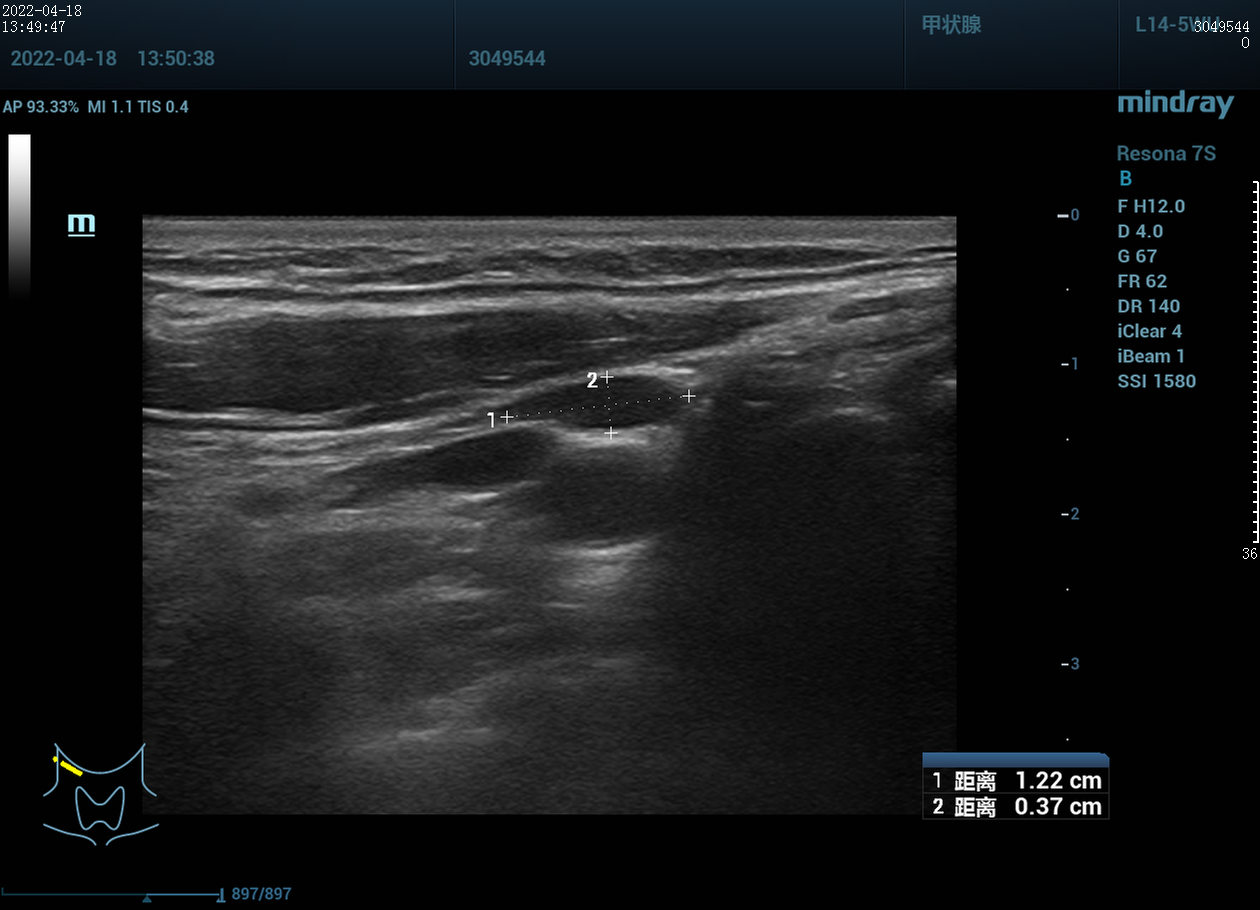 2022-04-18
13:49:47
2022-04-18 13:50:38
3049544
甲状腺
L14-5WU
3049544
0
AP 93.33% MI 1.1 TIS 0.4
mindray
Resona 7S
B
F H12.0
D 4.0
G 67
FR 62
DR 140
iClear 4
iBeam 1
SSI 1580
m
0
1
2
3
2
1
36
1 距离 1.22 cm
2 距离 0.37 cm
897/897